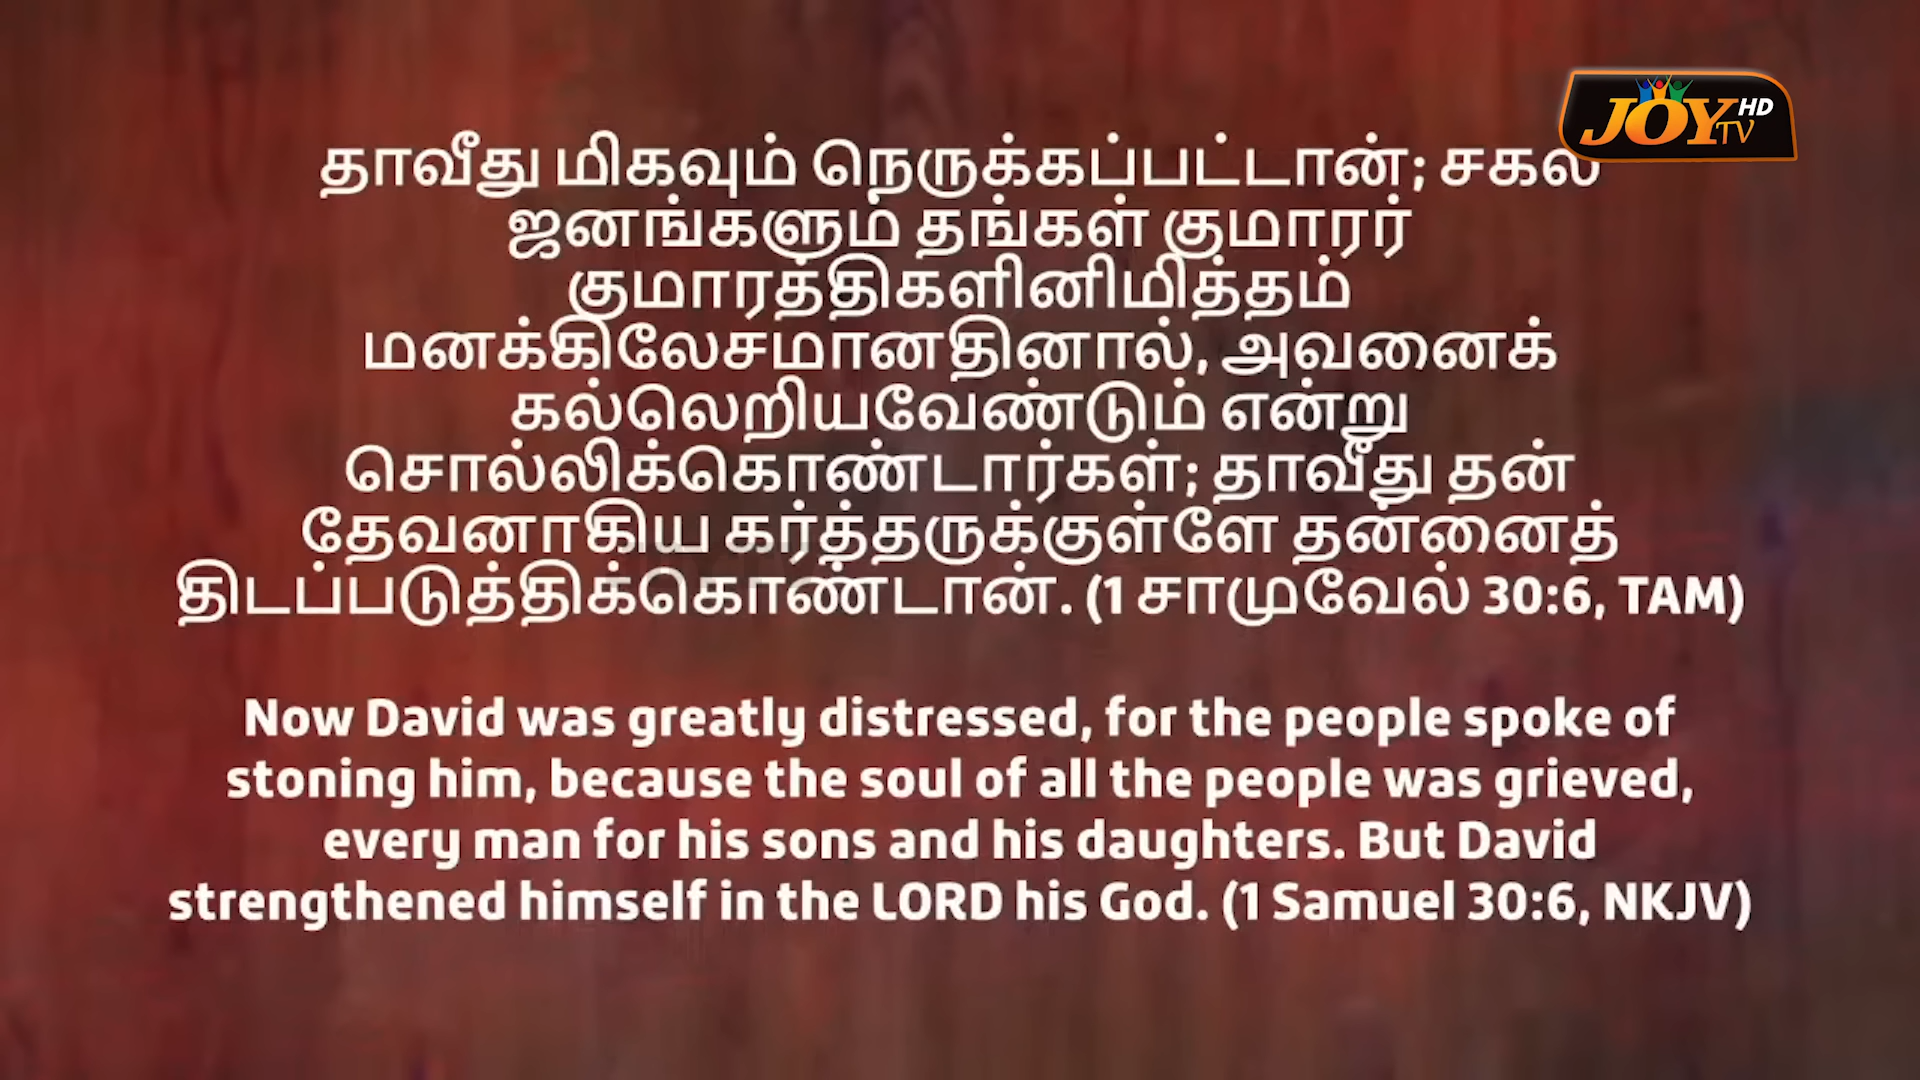 JOY HD
TV
தாவீது மிகவும் நெருக்கப்பட்டான்; சகல
ஜனங்களும் தங்கள் குமாரர்
குமாரத்திகளினிமித்தம்
மனக்கிலேசமானதினால், அவனைக்
கல்லெறியவேண்டும் என்று
சொல்லிக்கொண்டார்கள்; தாவீது தன்
தேவனாகிய கர்த்தருக்குள்ளே தன்னைத்
திடப்படுத்திக்கொண்டான். (1 சாமுவேல் 30:6, TAM)
Now David was greatly distressed, for the people spoke of
stoning him, because the soul of all the people was grieved,
every man for his sons and his daughters. But David
strengthened himself in the LORD his God. (1 Samuel 30:6, NKJV)